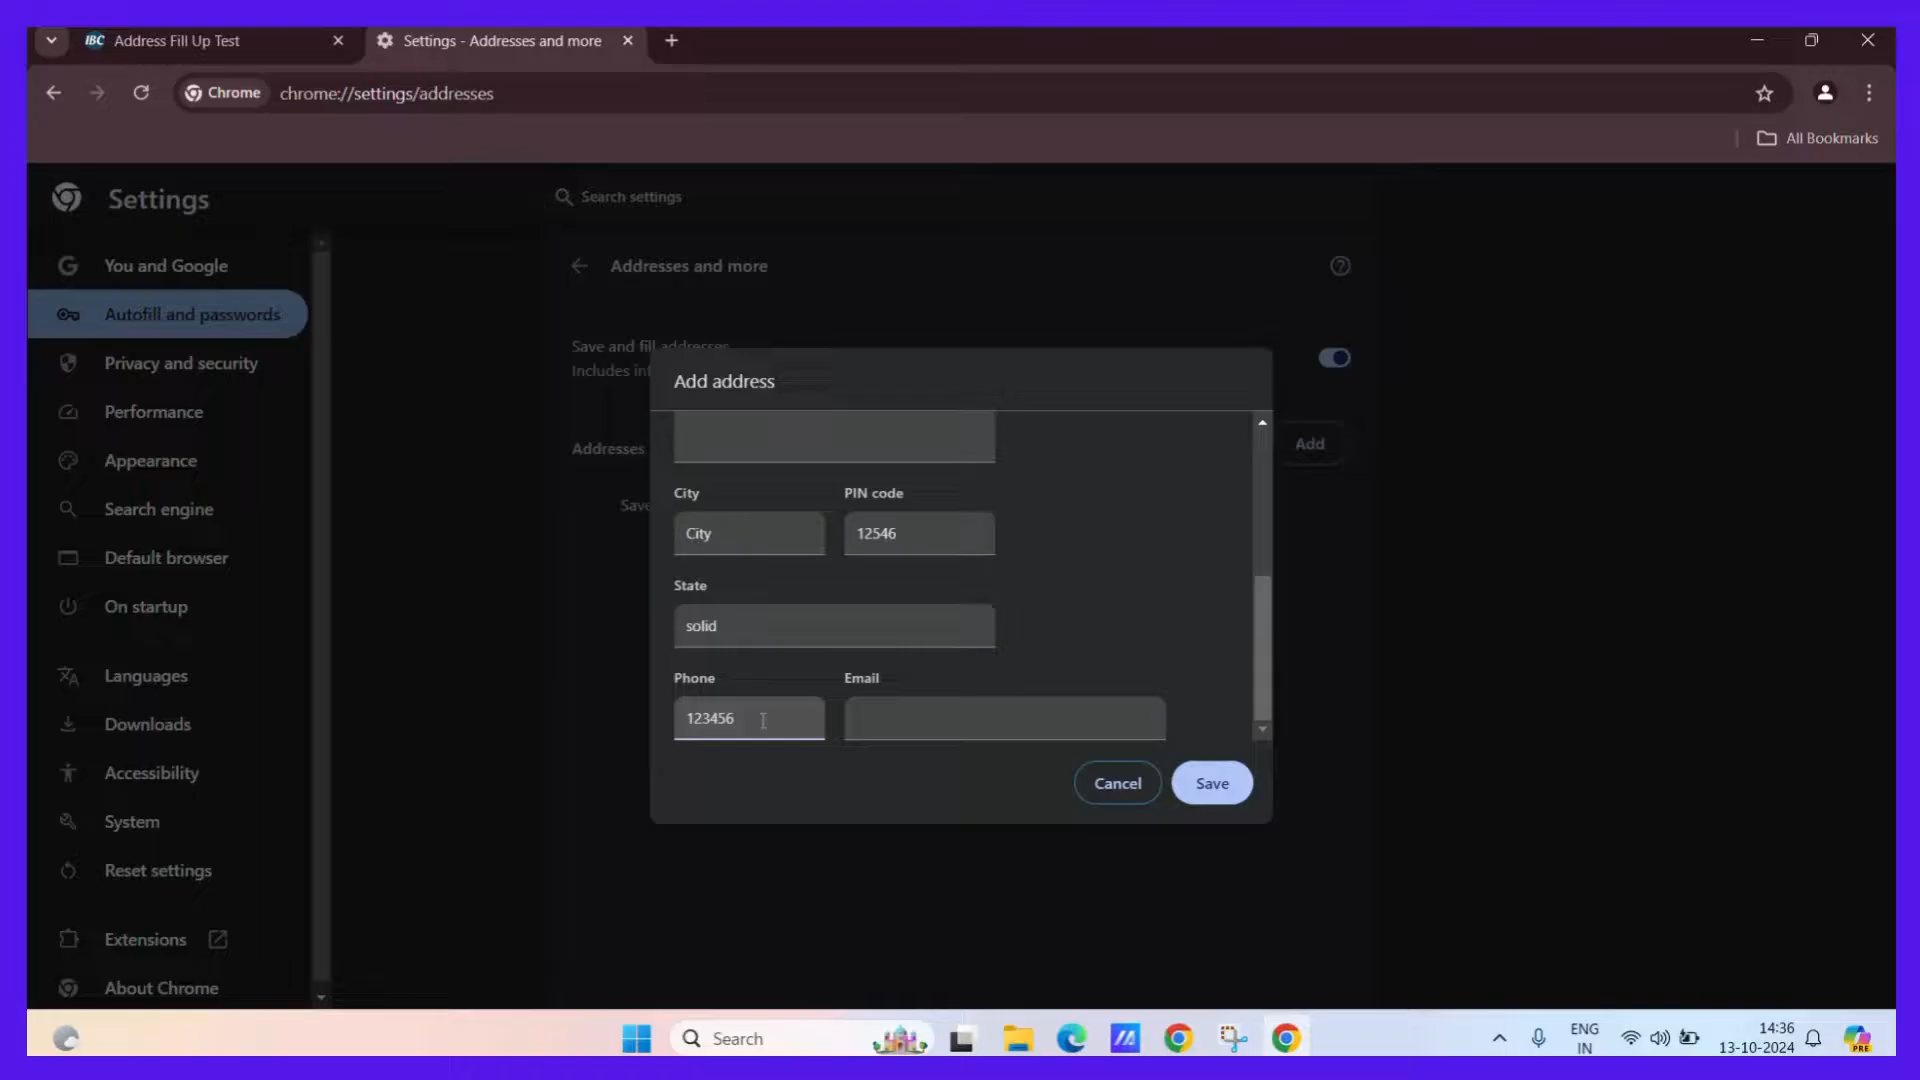 IBC Address Fill Up Test
Settings - Addresses and more
Chrome
chrome://settings/addresses
All Bookmarks
Settings
Search settings
You and Google
Autofill and passwords
Privacy and security
Performance
Appearance
Search engine
Default browser
On startup
Languages
Downloads
Accessibility
System
Reset settings
Extensions
About Chrome
Addresses and more
Save and fill addresses
Includes
Addresses
Add
Save
Add address
City
PIN code
City
12546
State
solid
Phone
Email
123456
Cancel
Save
Search
ENG
IN
14:36
13-10-2024
PRE